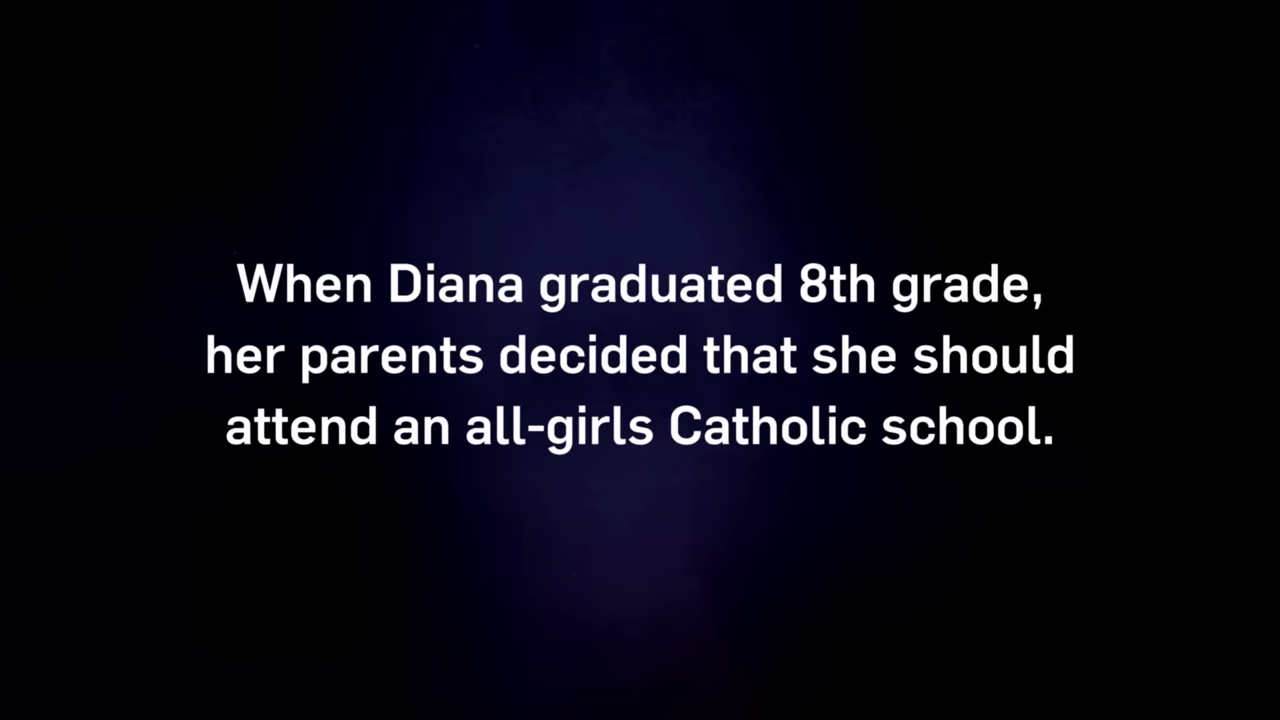 When Diana graduated 8th grade,
her parents decided that she should
attend an all-girls Catholic school.